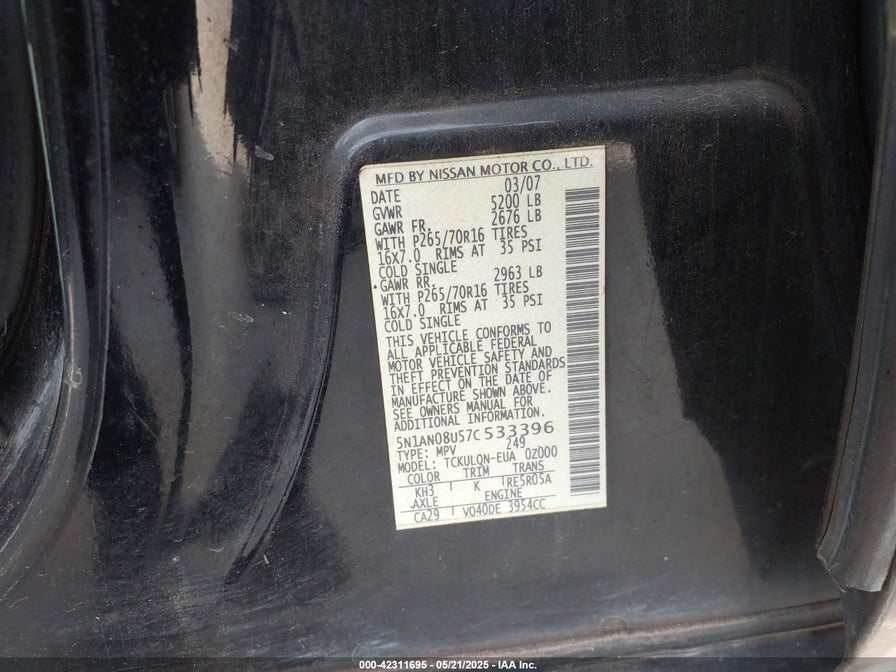 MFD BY NISSAN MOTOR CO., LTD.
DATE 03/07
GVWR 5200 LB
GAWR FR. 2676 LB
WITH P265/70R16 TIRES
16X7.0 RIMS AT 35 PSI
COLD SINGLE
GAWR RR. 2963 LB
WITH P265/70R16 TIRES
16X7.0 RIMS AT 35 PSI
COLD SINGLE
THIS VEHICLE CONFORMS TO
ALL APPLICABLE FEDERAL
MOTOR VEHICLE SAFETY AND
THEFT PREVENTION STANDARDS
IN EFFECT ON THE DATE OF
MANUFACTURE SHOWN ABOVE.
SEE OWNERS MANUAL FOR
ADDITIONAL INFORMATION.
5N1AN08U57C533396
TYPE: MPV 249
MODEL: TCKULQN-EUA 0Z000
COLOR TRIM TRANS
KH3 K RE5R05A
AXLE ENGINE
CA29 VQ40DE 3954CC
000-42311695 - 05/21/2025 - IAA Inc.